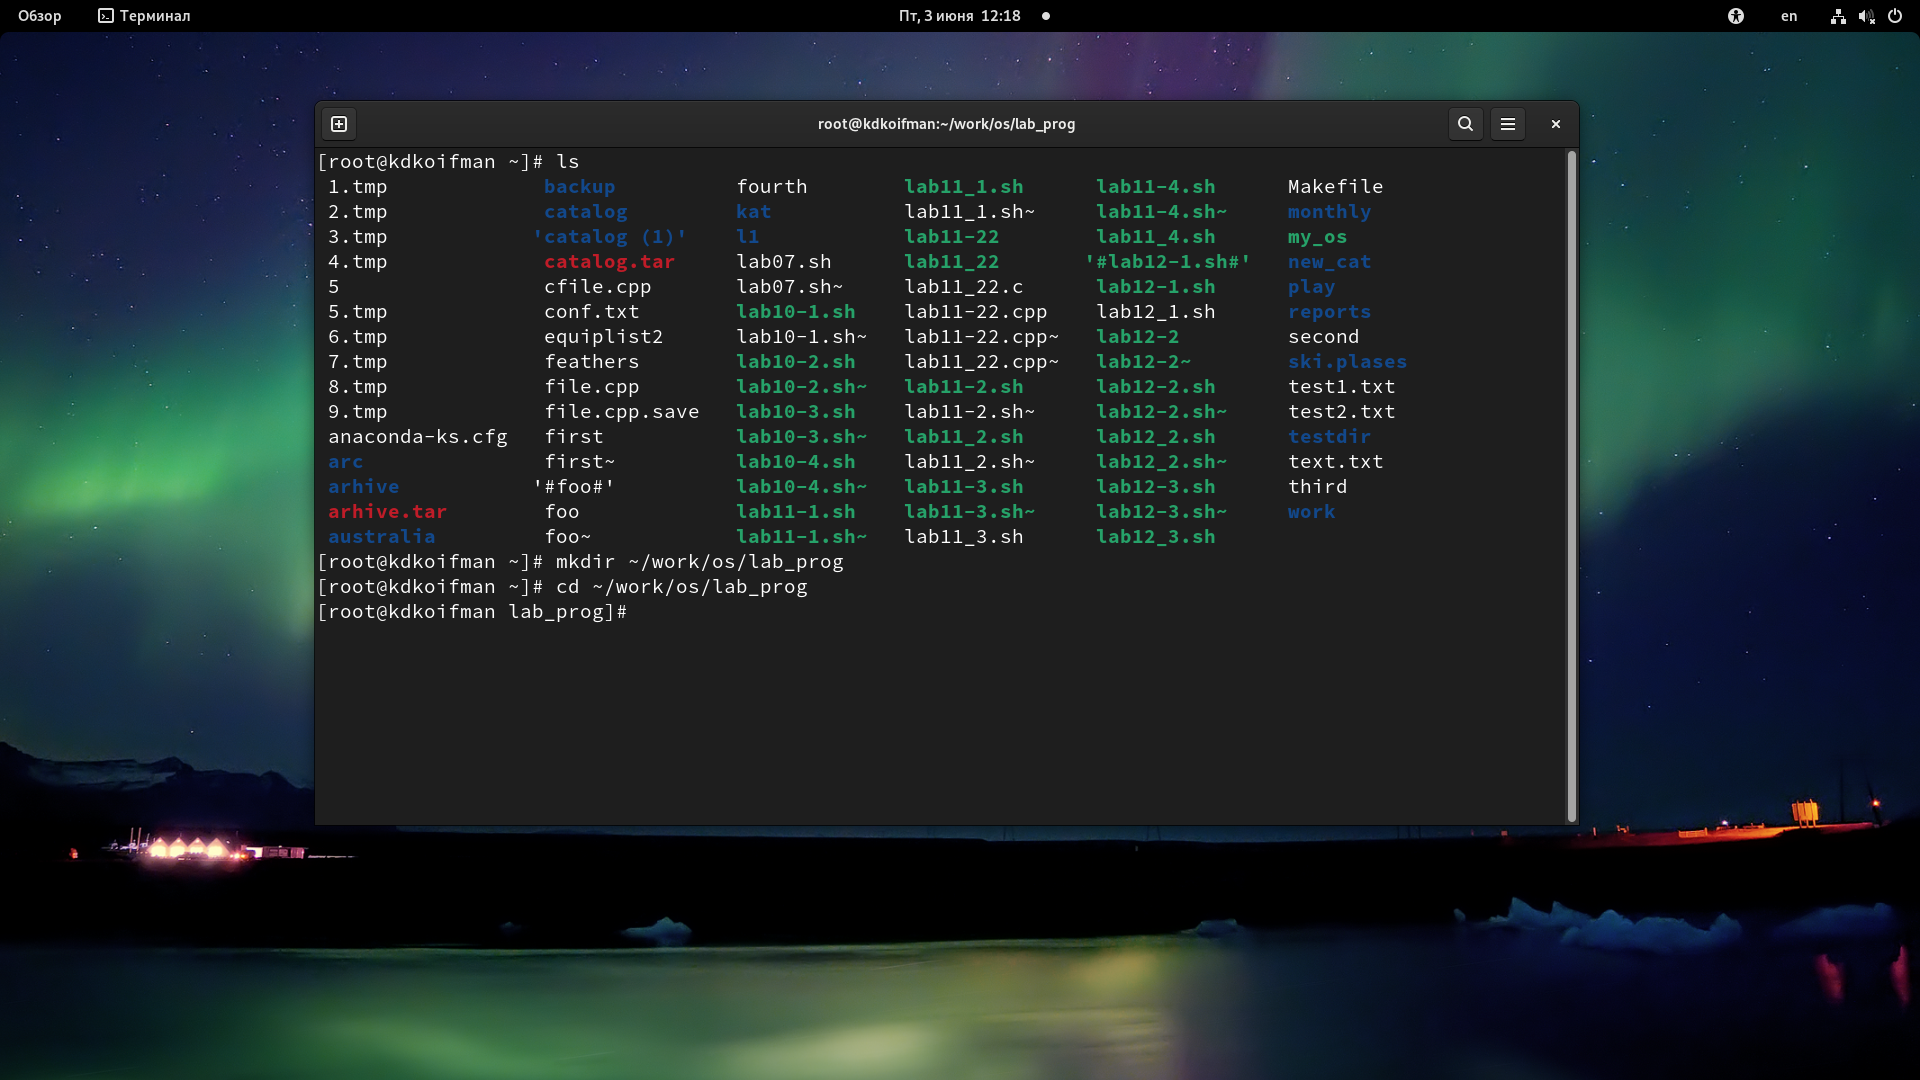 Обзор Терминал Пт, 3 июня 12:18 en
root@kdkoifman:~/work/os/lab_prog
[root@kdkoifman ~]# ls
1.tmp backup fourth lab11_1.sh lab11-4.sh Makefile
2.tmp catalog kat lab11_1.sh~ lab11-4.sh~ monthly
3.tmp 'catalog (1)' l1 lab11-22 lab11_4.sh my_os
4.tmp catalog.tar lab07.sh lab11_22 '#lab12-1.sh#' new_cat
5 cfile.cpp lab07.sh~ lab11_22.c lab12-1.sh play
5.tmp conf.txt lab10-1.sh lab11-22.cpp lab12_1.sh reports
6.tmp equiplist2 lab10-1.sh~ lab11-22.cpp~ lab12-2 second
7.tmp feathers lab10-2.sh lab11_22.cpp~ lab12-2~ ski.plases
8.tmp file.cpp lab10-2.sh~ lab11-2.sh lab12-2.sh test1.txt
9.tmp file.cpp.save lab10-3.sh lab11-2.sh~ lab12-2.sh~ test2.txt
anaconda-ks.cfg first lab10-3.sh~ lab11_2.sh lab12_2.sh testdir
arc first~ lab10-4.sh lab11_2.sh~ lab12_2.sh~ text.txt
arhive '#foo#' lab10-4.sh~ lab11-3.sh lab12-3.sh third
arhive.tar foo lab11-1.sh lab11-3.sh~ lab12-3.sh~ work
australia foo~ lab11-1.sh~ lab11_3.sh lab12_3.sh
[root@kdkoifman ~]# mkdir ~/work/os/lab_prog
[root@kdkoifman ~]# cd ~/work/os/lab_prog
[root@kdkoifman lab_prog]#